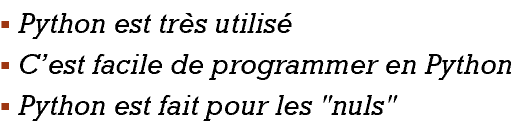 ▪ Python est très utilisé
▪ C’est facile de programmer en Python
▪ Python est fait pour les "nuls"